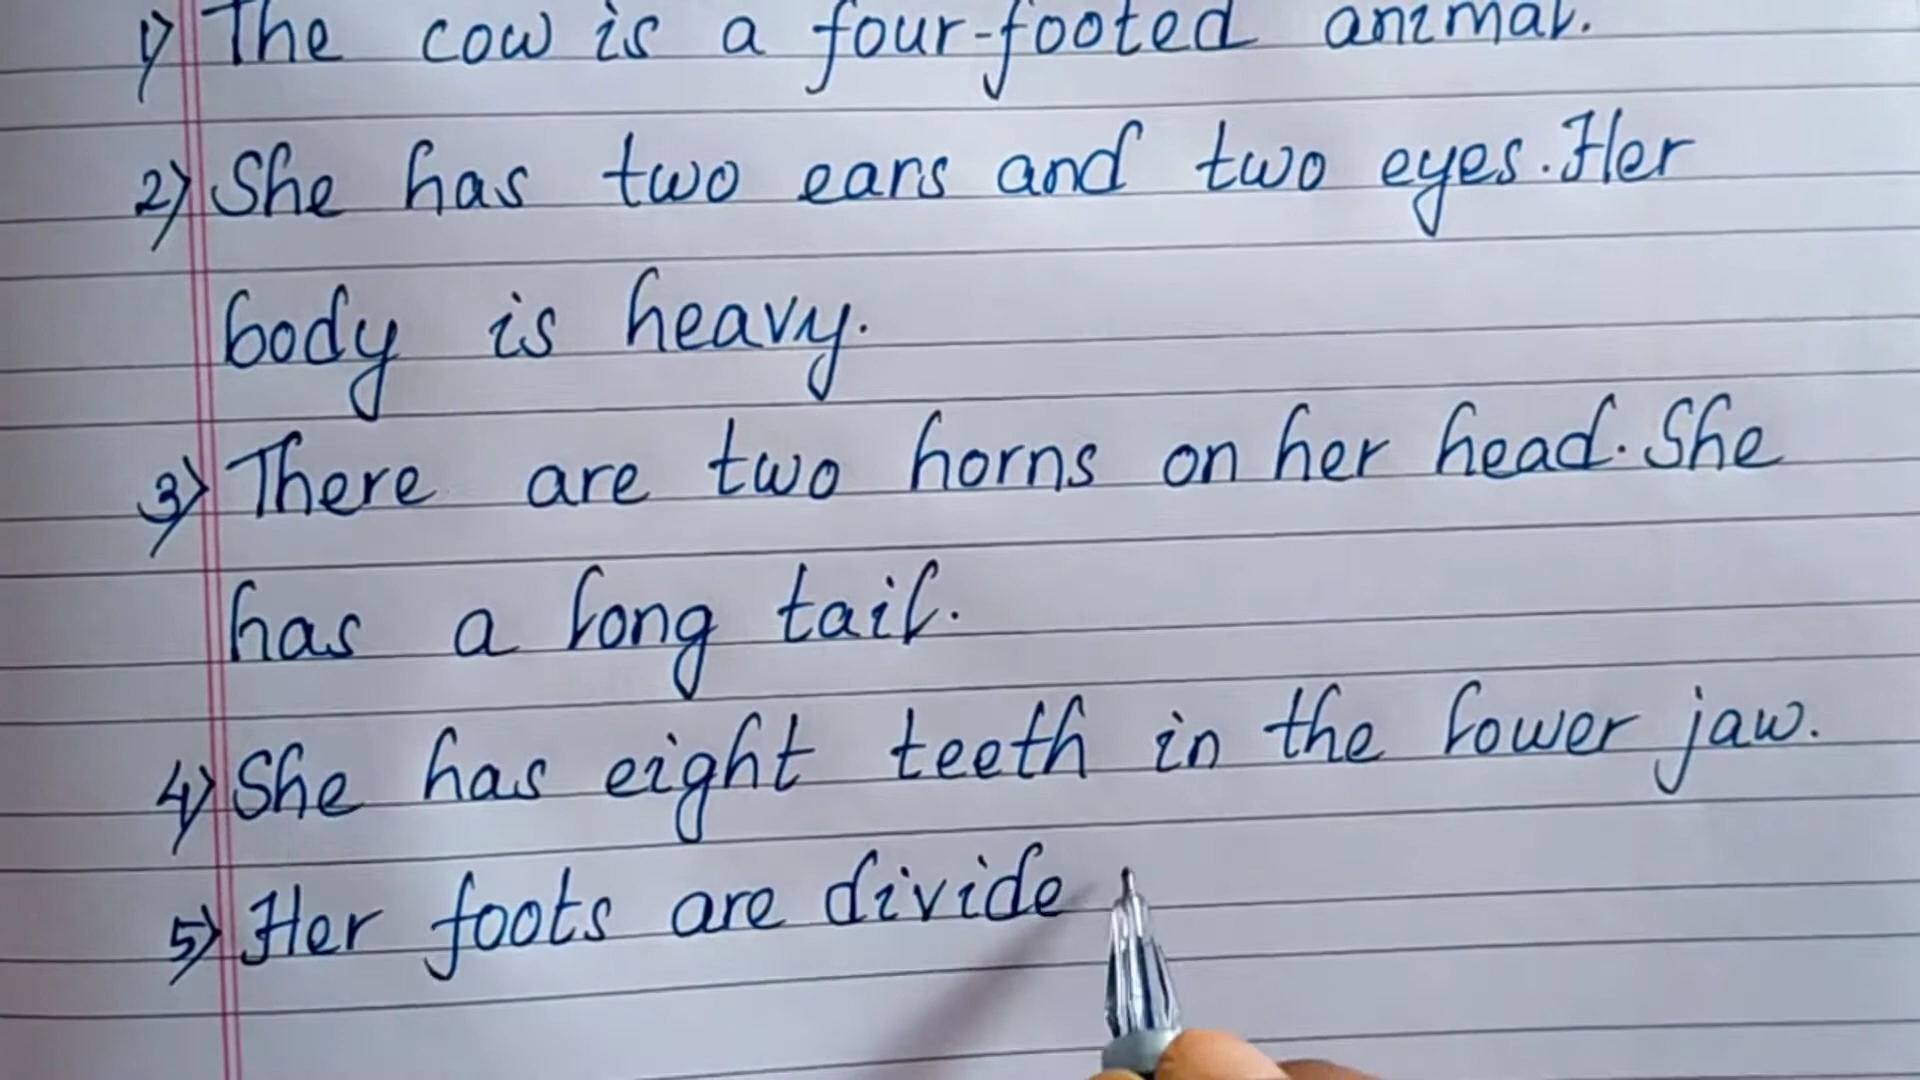 1) The cow is a four-footed animal.
2) She has two ears and two eyes. Her
body is heavy.
3) There are two horns on her head. She
has a long tail.
4) She has eight teeth in the lower jaw.
5) Her foots are divide